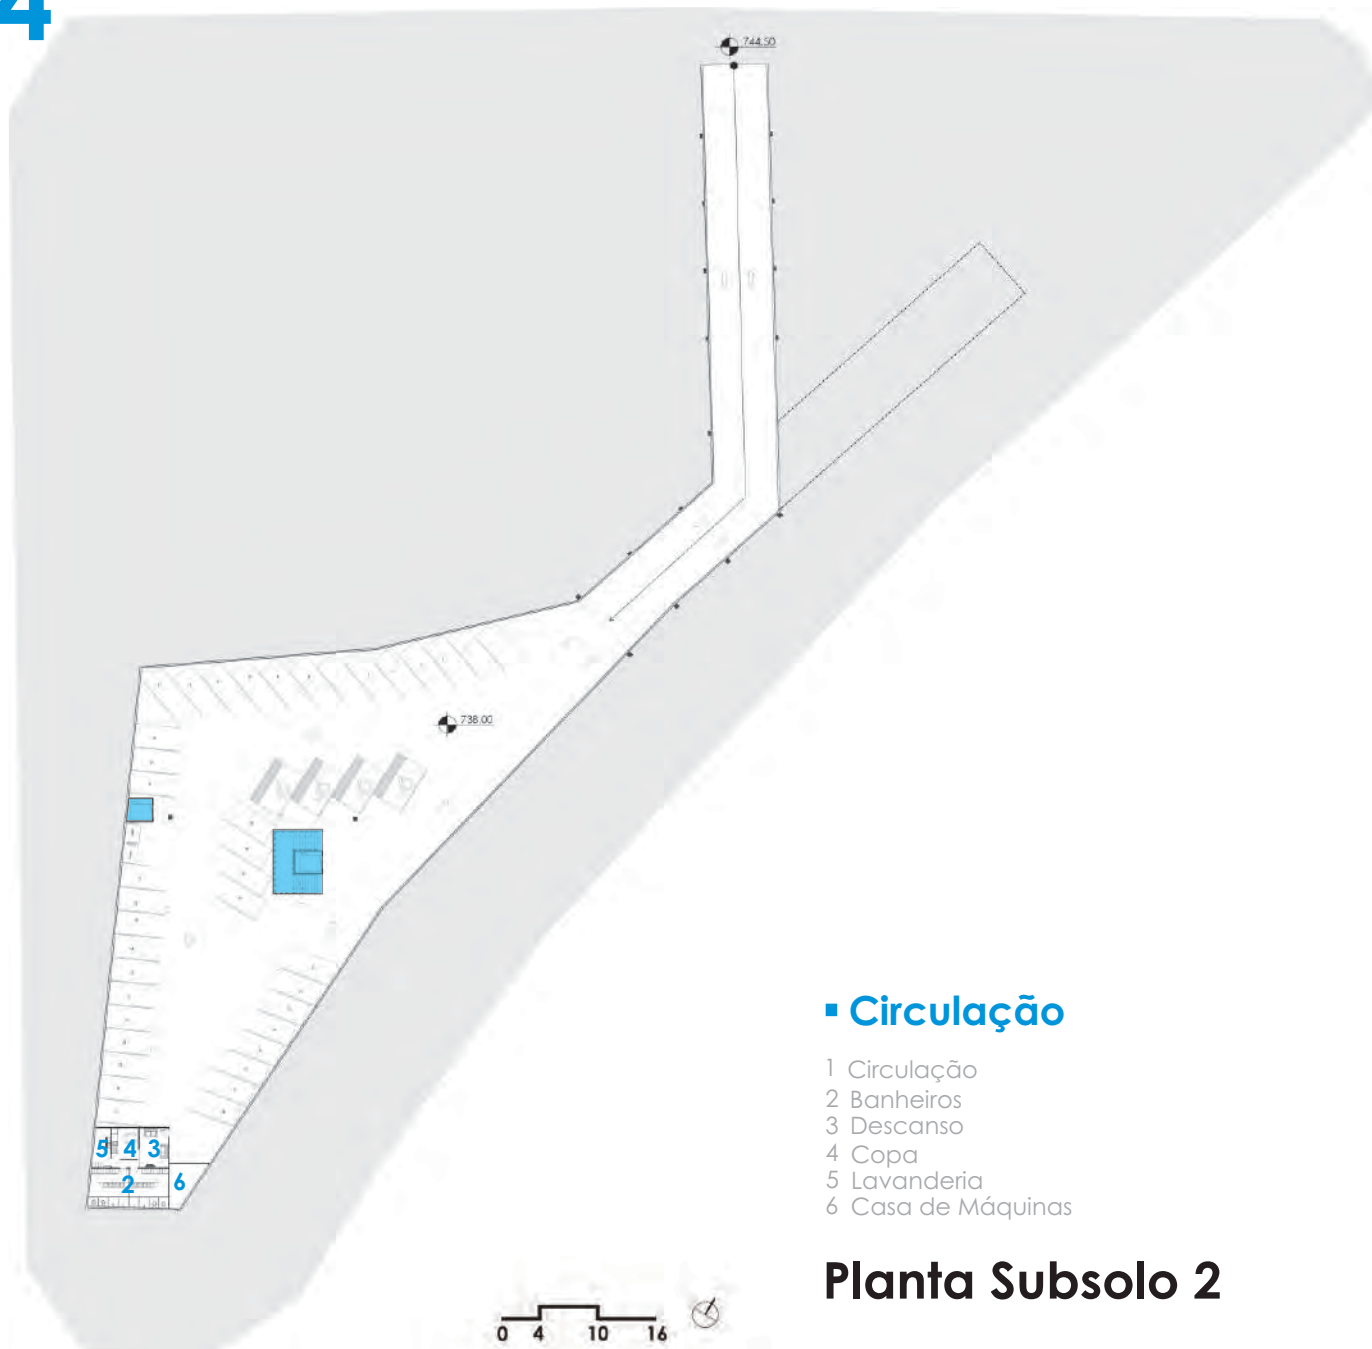 4
744.50
738.00
5 4 3
2 6
Circulação
1 Circulação
2 Banheiros
3 Descanso
4 Copa
5 Lavanderia
6 Casa de Máquinas
Planta Subsolo 2
0 4 10 16